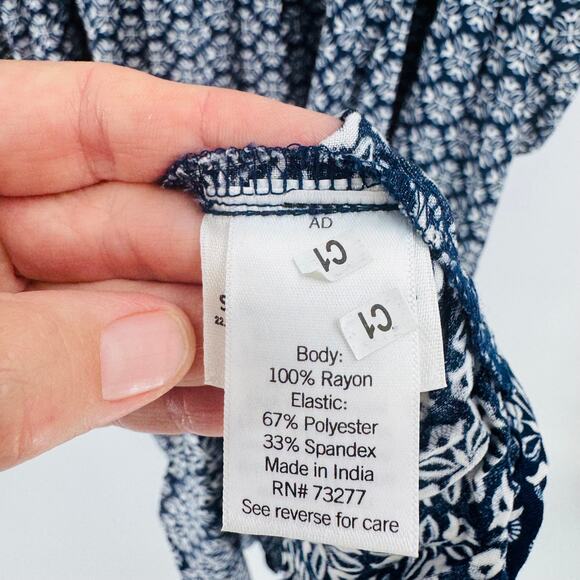 AD
C1
C1
S
22
Body:
100% Rayon
Elastic:
67% Polyester
33% Spandex
Made in India
RN# 73277
See reverse for care